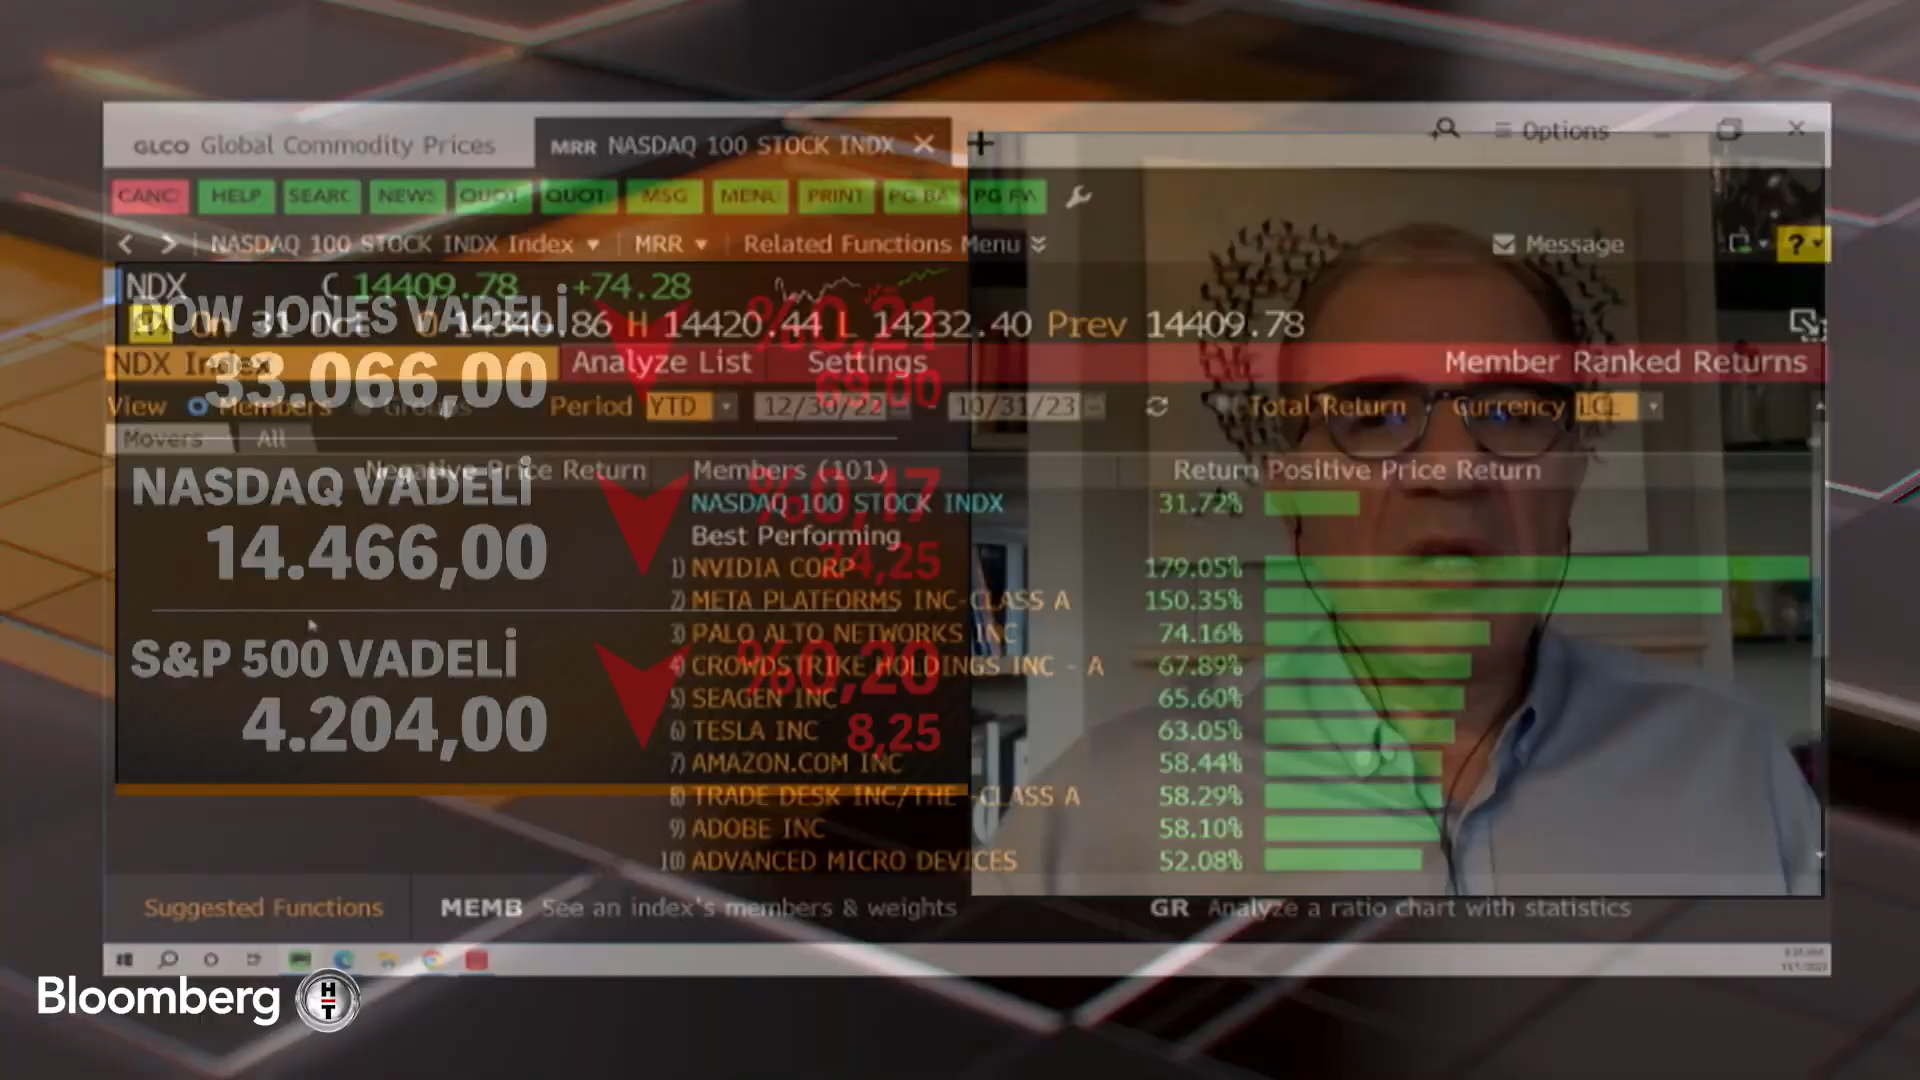 GLCO Global Commodity Prices
MRR NASDAQ 100 STOCK INDX
Options
CANC HELP SEARC NEWS QUOT QUOT MSG MENU PRINT PG BA PG FW
NASDAQ 100 STOCK INDX Index MRR Related Functions Menu
Message
?
NDX C 14409.78 +74.28
On 31 Oct O 14340.86 H 14420.44 L 14232.40 Prev 14409.78
NDX Index Analyze List Settings Member Ranked Returns
View Members Groups Period YTD 12/30/22 10/31/23 Total Return Currency LCL
Movers All
Negative Price Return Members (101) Return Positive Price Return
NASDAQ 100 STOCK INDX 31.72%
Best Performing
1) NVIDIA CORP 179.05%
2) META PLATFORMS INC-CLASS A 150.35%
3) PALO ALTO NETWORKS INC 74.16%
4) CROWDSTRIKE HOLDINGS INC - A 67.89%
5) SEAGEN INC 65.60%
6) TESLA INC 63.05%
7) AMAZON.COM INC 58.44%
8) TRADE DESK INC/THE -CLASS A 58.29%
9) ADOBE INC 58.10%
10) ADVANCED MICRO DEVICES 52.08%
Suggested Functions MEMB See an index's members & weights GR Analyze a ratio chart with statistics
DOW JONES VADELİ %0,21
33.066,00 69,00
NASDAQ VADELİ %0,17
14.466,00 24,25
S&P 500 VADELİ %0,20
4.204,00 8,25
Bloomberg HT